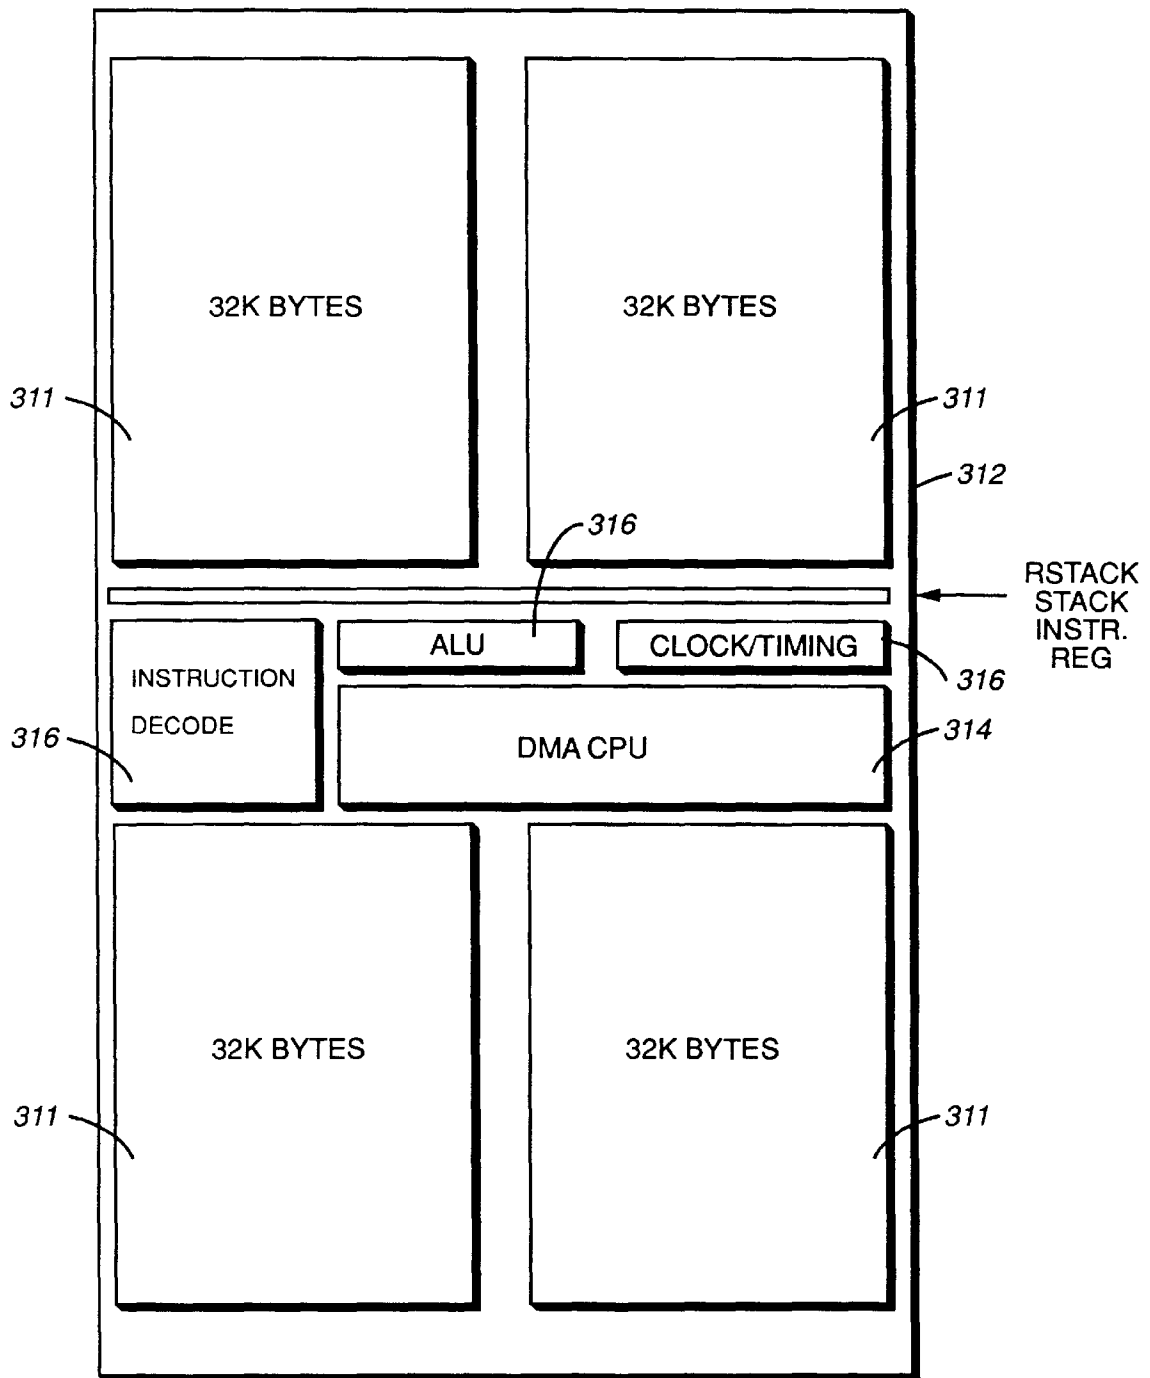 32K BYTES
32K BYTES
311
311
312
316
RSTACK
STACK
INSTR.
REG
ALU
CLOCK/TIMING
316
INSTRUCTION
DECODE
316
DMA CPU
314
32K BYTES
32K BYTES
311
311